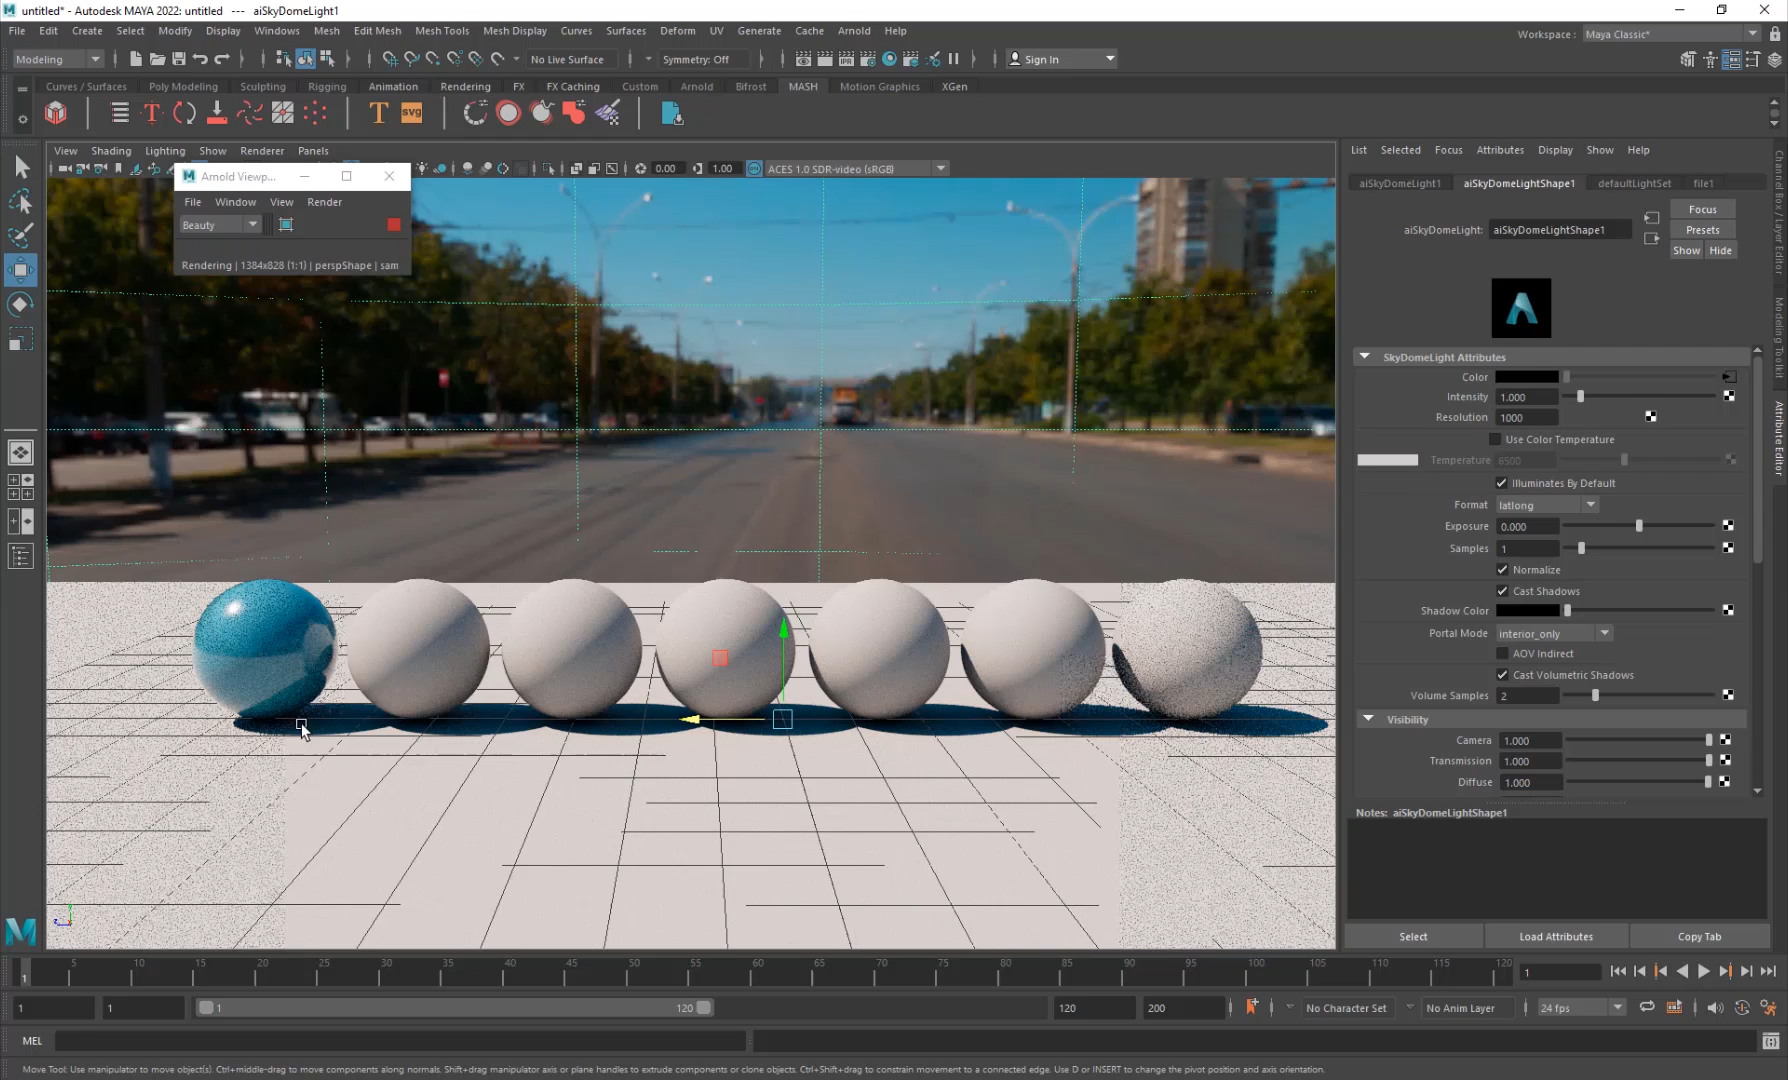 untitled* - Autodesk MAYA 2022: untitled --- aiSkyDomeLight1
File Edit Create Select Modify Display Windows Mesh Edit Mesh Mesh Tools Mesh Display Curves Surfaces Deform UV Generate Cache Arnold Help
Workspace : Maya Classic*
Modeling No Live Surface Symmetry: Off Sign In
Curves / Surfaces Poly Modeling Sculpting Rigging Animation Rendering FX FX Caching Custom Arnold Bifrost MASH Motion Graphics XGen
T T svg
View Shading Lighting Show Renderer Panels
0.00 1.00 ACES 1.0 SDR-video (sRGB)
Arnold Viewp...
File Window View Render
Beauty
Rendering | 1384x828 (1:1) | perspShape | sam
List Selected Focus Attributes Display Show Help
aiSkyDomeLight1 aiSkyDomeLightShape1 defaultLightSet file1
aiSkyDomeLight: aiSkyDomeLightShape1
Focus
Presets
Show Hide
SkyDomeLight Attributes
Color
Intensity 1.000
Resolution 1000
Use Color Temperature
Temperature 6500
Illuminates By Default
Format latlong
Exposure 0.000
Samples 1
Normalize
Cast Shadows
Shadow Color
Portal Mode interior_only
AOV Indirect
Cast Volumetric Shadows
Volume Samples 2
Visibility
Camera 1.000
Transmission 1.000
Diffuse 1.000
Notes: aiSkyDomeLightShape1
Select Load Attributes Copy Tab
Channel Box / Layer Editor
Modeling Toolkit
Attribute Editor
1 5 10 15 20 25 30 35 40 45 50 55 60 65 70 75 80 85 90 95 100 105 110 115 120 1
1 1 1 120 120 200 No Character Set No Anim Layer 24 fps
MEL
Move Tool: Use manipulator to move object(s). Ctrl+middle-drag to move components along normals. Shift+drag manipulator axis or plane handles to extrude components or clone objects. Ctrl+Shift+drag to constrain movement to a connected edge. Use D or INSERT to change the pivot position and axis orientation.